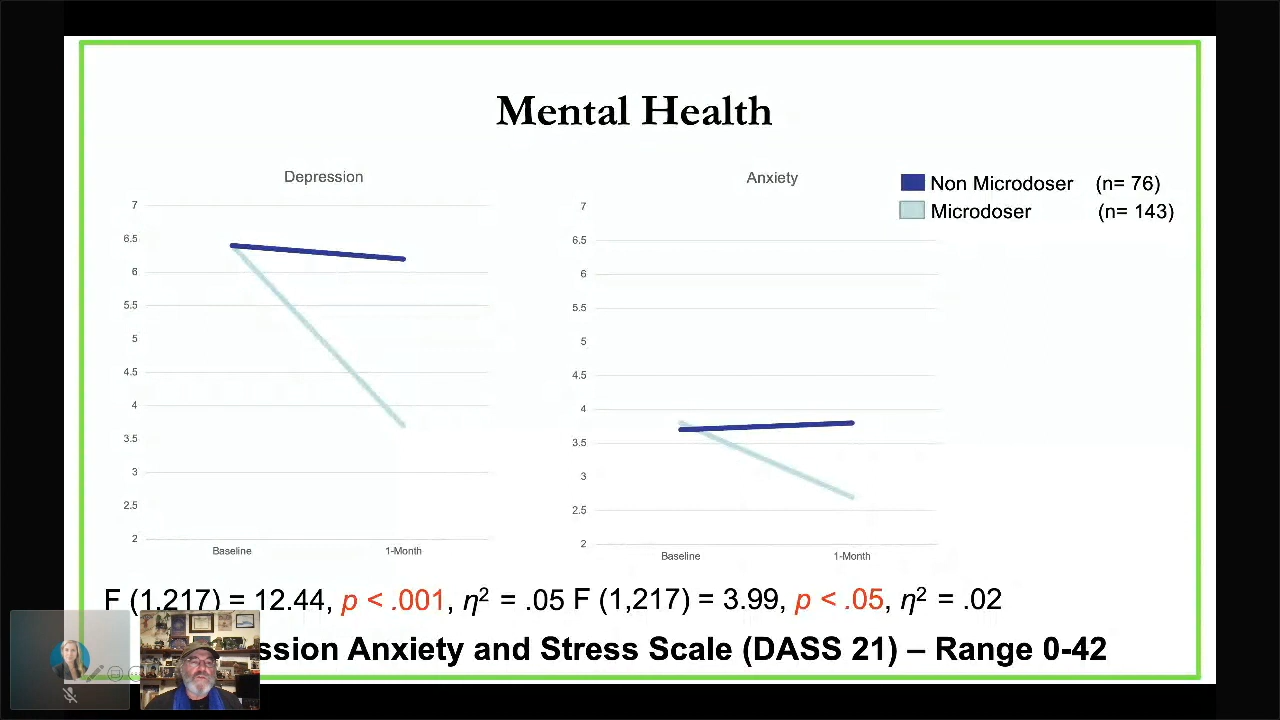 Mental Health
Depression
Anxiety
Non Microdoser (n= 76)
Microdoser (n= 143)
7
6.5
6
5.5
5
4.5
4
3.5
3
2.5
2
Baseline 1-Month
7
6.5
6
5.5
5
4.5
4
3.5
3
2.5
2
Baseline 1-Month
F (1,217) = 12.44, p < .001, η² = .05 F (1,217) = 3.99, p < .05, η² = .02
ssion Anxiety and Stress Scale (DASS 21) – Range 0-42